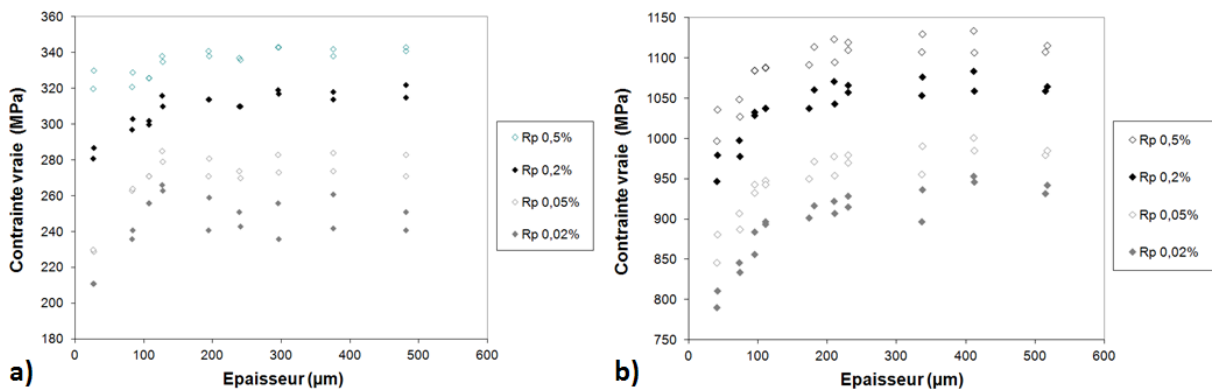 360
340
320
300
280
260
240
220
200
180
Contrainte vraie (MPa)
0 100 200 300 400 500 600
Epaisseur (µm)
Rp 0,5%
Rp 0,2%
Rp 0,05%
Rp 0,02%
a)
1150
1100
1050
1000
950
900
850
800
750
Contrainte vraie (MPa)
0 100 200 300 400 500 600
Epaisseur (µm)
Rp 0,5%
Rp 0,2%
Rp 0,05%
Rp 0,02%
b)